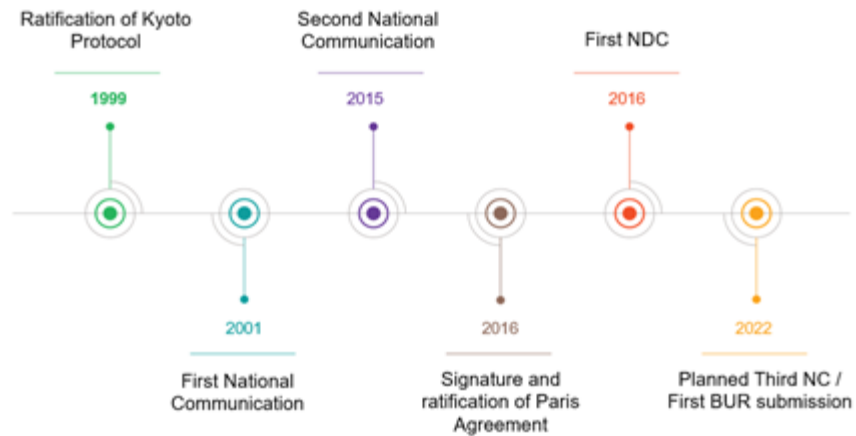 Ratification of Kyoto
Protocol
1999
2001
First National
Communication
Second National
Communication
2015
2016
Signature and
ratification of Paris
Agreement
First NDC
2016
2022
Planned Third NC /
First BUR submission